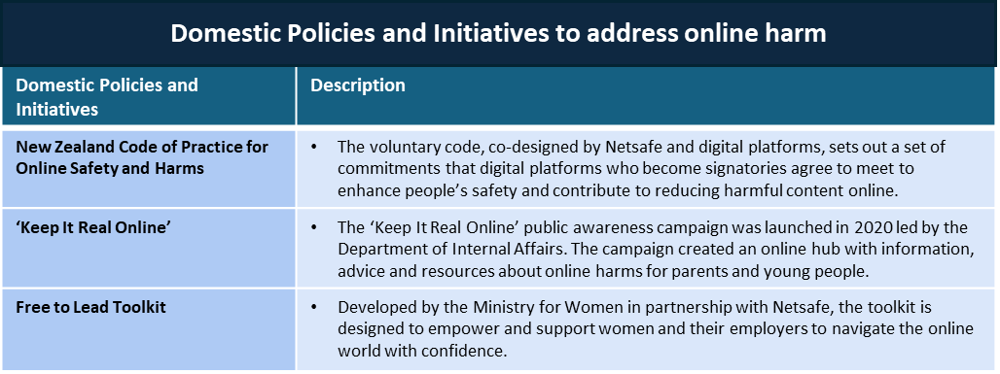 Domestic Policies and Initiatives to address online harm
Domestic Policies and
Initiatives
Description
New Zealand Code of Practice for
Online Safety and Harms
• The voluntary code, co-designed by Netsafe and digital platforms, sets out a set of
commitments that digital platforms who become signatories agree to meet to
enhance people’s safety and contribute to reducing harmful content online.
‘Keep It Real Online’
• The ‘Keep It Real Online’ public awareness campaign was launched in 2020 led by the
Department of Internal Affairs. The campaign created an online hub with information,
advice and resources about online harms for parents and young people.
Free to Lead Toolkit
• Developed by the Ministry for Women in partnership with Netsafe, the toolkit is
designed to empower and support women and their employers to navigate the online
world with confidence.